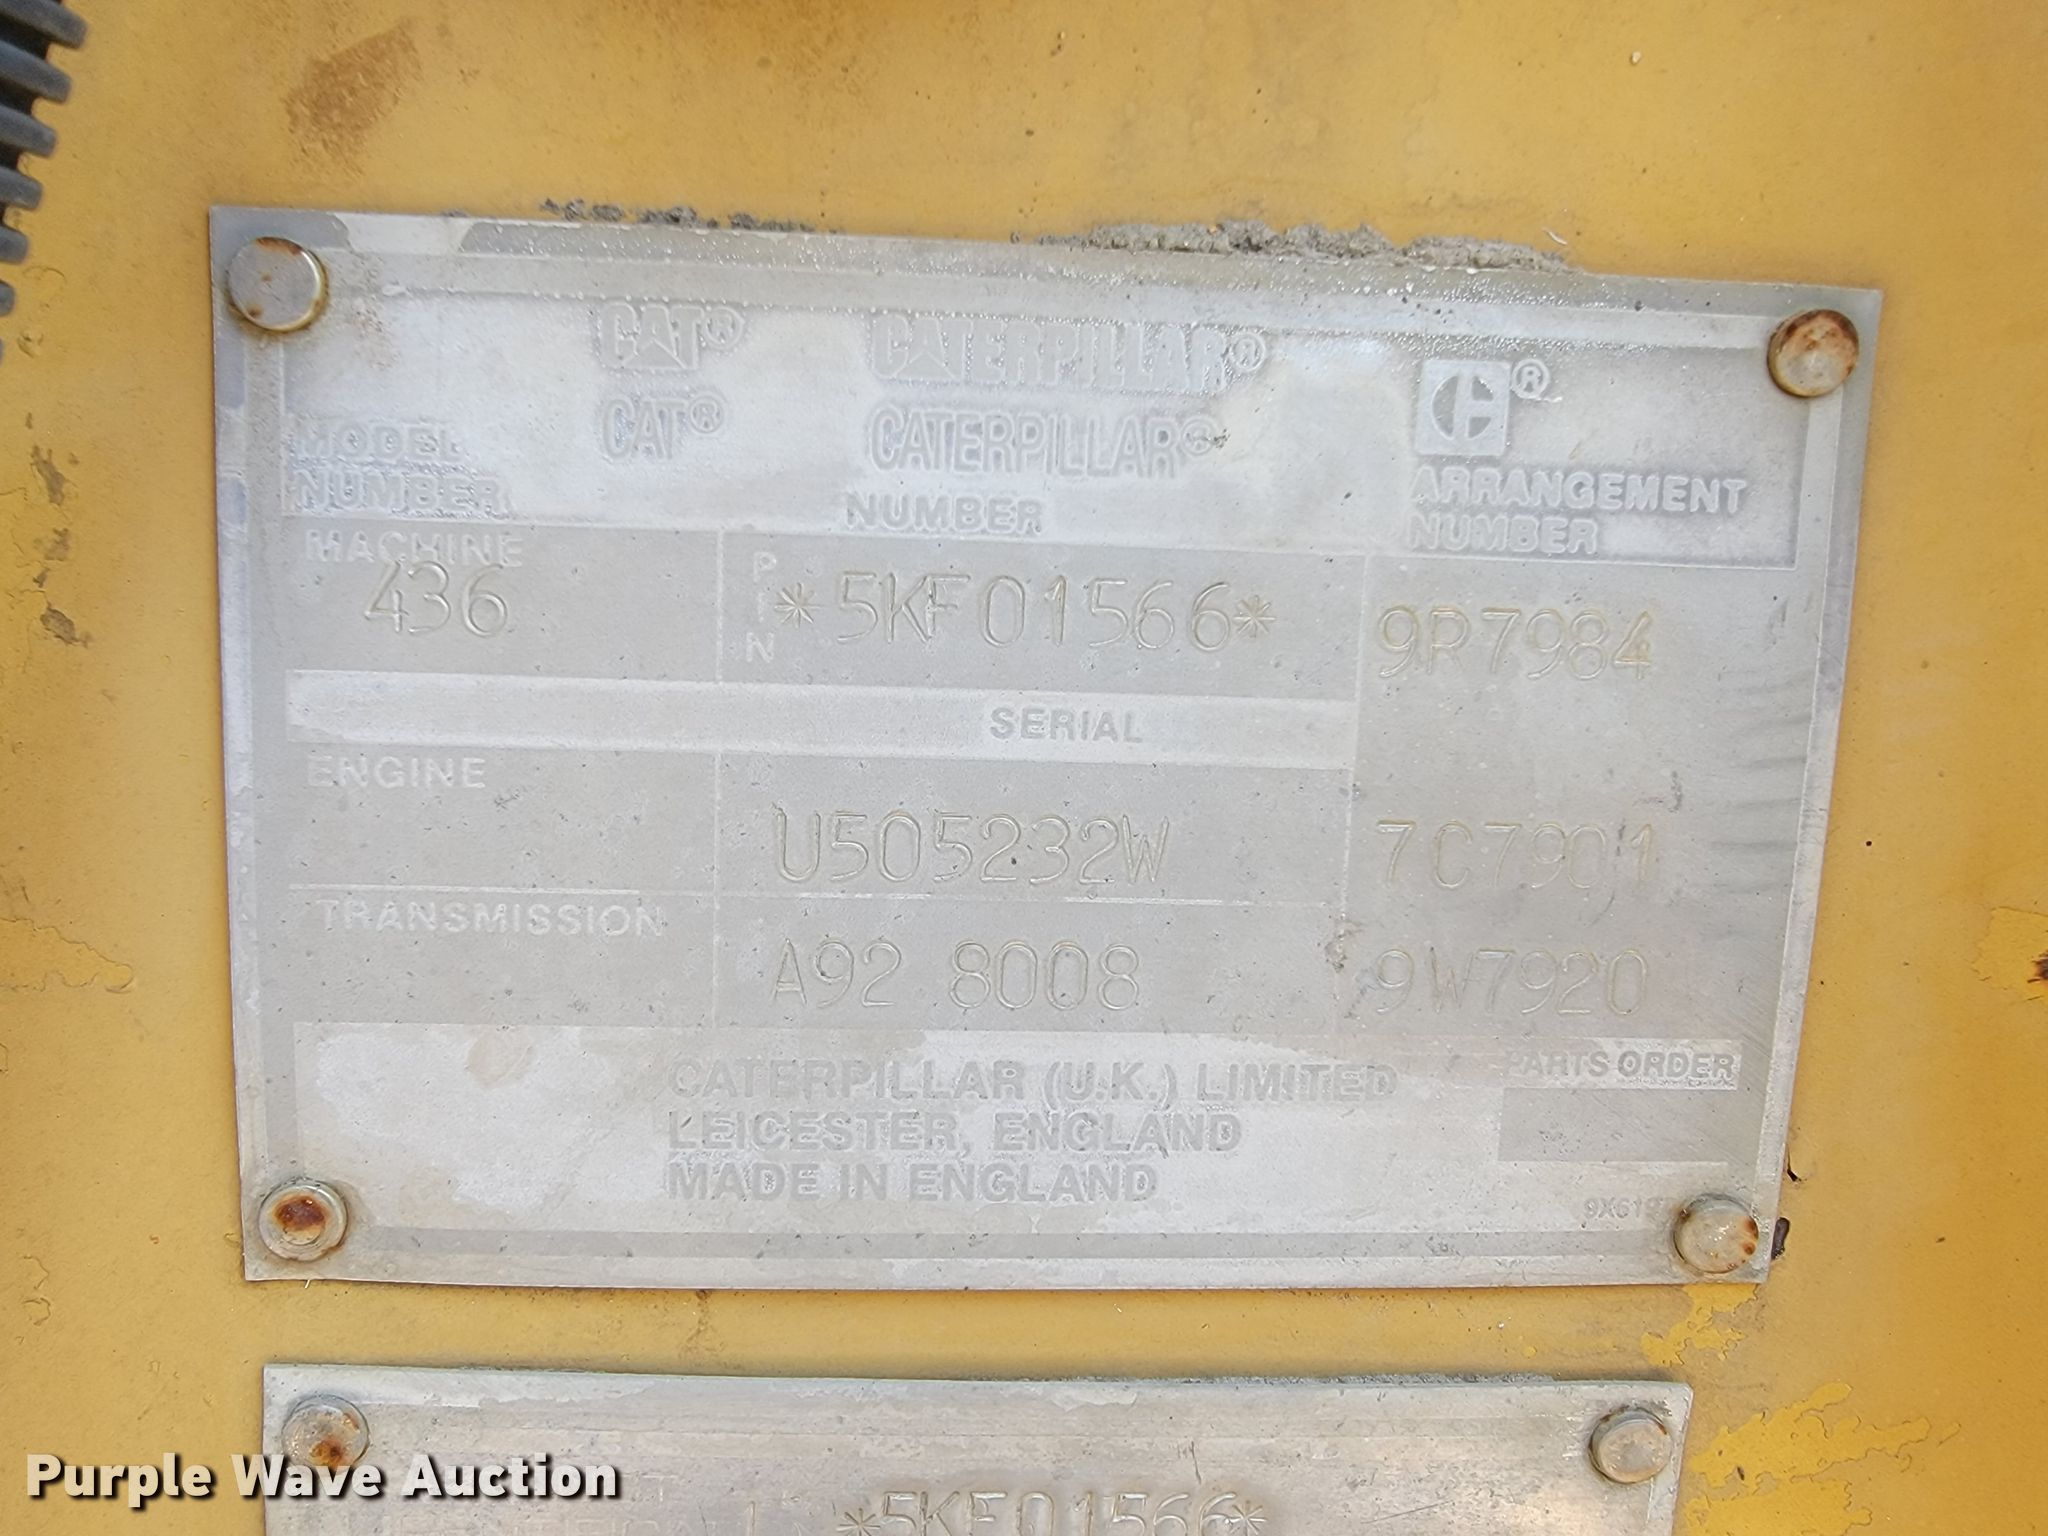 CAT® CATERPILLAR®
CAT® CATERPILLAR®
MODEL NUMBER
NUMBER
ARRANGEMENT NUMBER
MACHINE
436
PIN
*5KF01566*
9R7984
SERIAL
ENGINE
U505232W
7C7901
TRANSMISSION
A92 8008
9W7920
CATERPILLAR (U.K.) LIMITED
LEICESTER, ENGLAND
MADE IN ENGLAND
PARTS ORDER
*5KF01566*
Purple Wave Auction